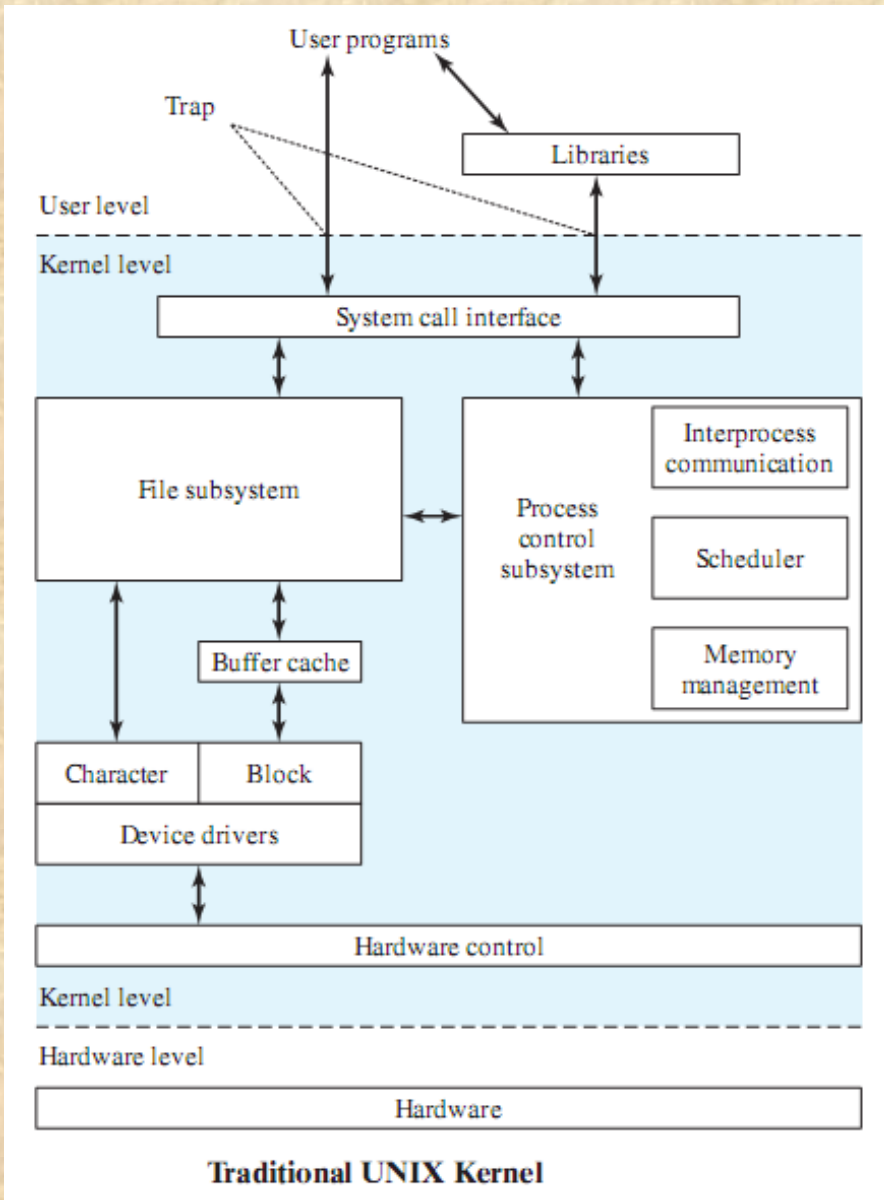 User programs
Trap
Libraries
User level
Kernel level
System call interface
File subsystem
Process
control
subsystem
Interprocess
communication
Scheduler
Memory
management
Buffer cache
Character
Block
Device drivers
Hardware control
Kernel level
Hardware level
Hardware
Traditional UNIX Kernel